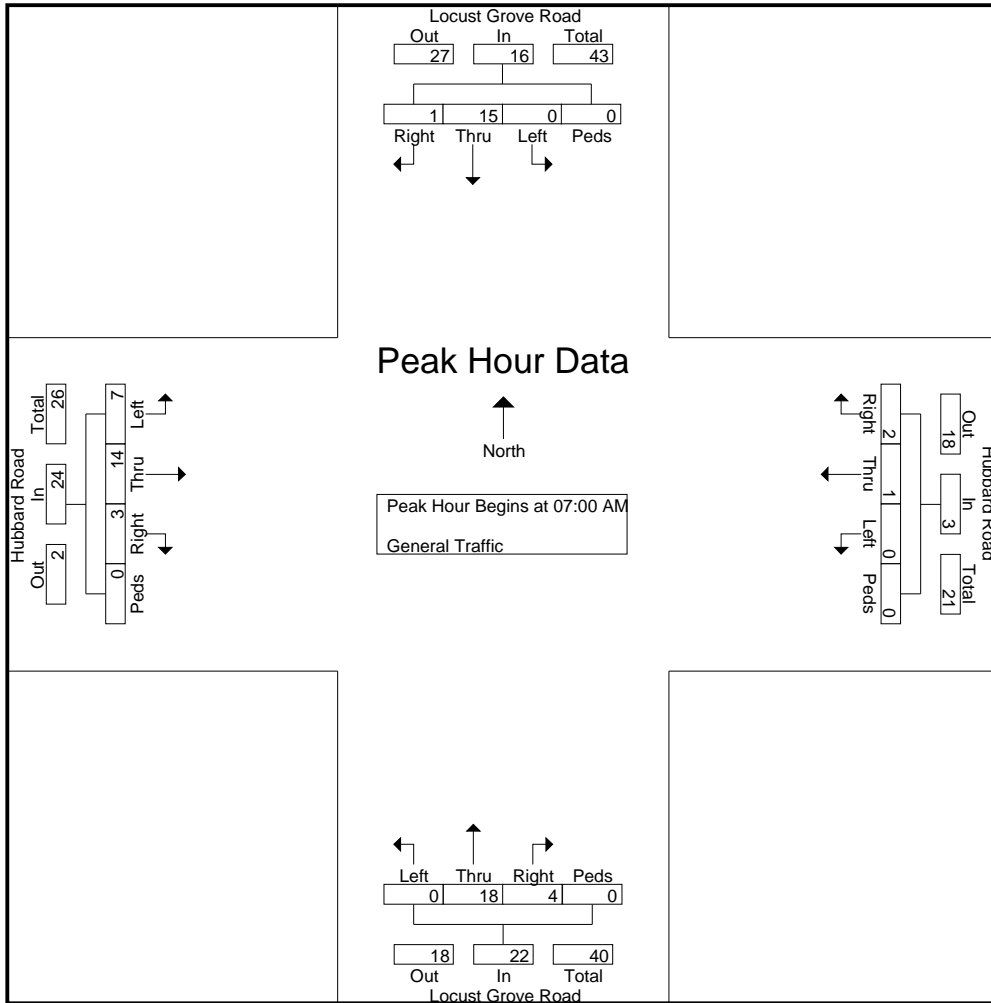 Locust Grove Road
Out In Total
27 16 43
1 15 0 0
Right Thru Left Peds
Peak Hour Data
North
Peak Hour Begins at 07:00 AM
General Traffic
Hubbard Road
Total In Out
26 24 2
7 14 3 0
Left Thru Right Peds
Right Thru Left Peds
2 1 0 0
Out In Total
18 3 21
Hubbard Road
Left Thru Right Peds
0 18 4 0
18 22 40
Out In Total
Locust Grove Road